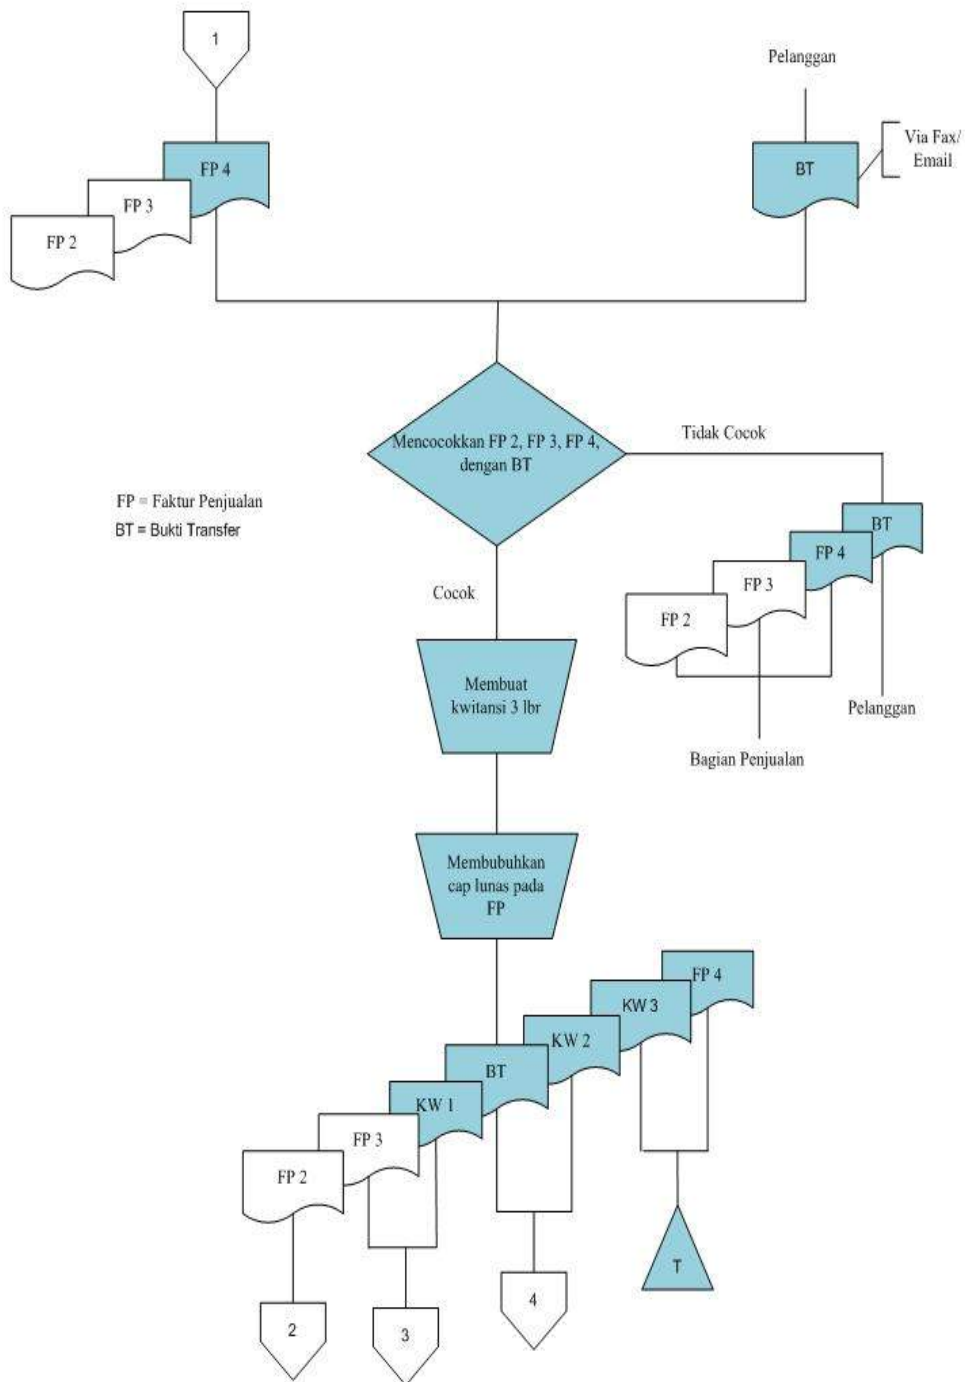 1
Pelanggan
Via Fax/
Email
FP 4
BT
FP 3
FP 2
Mencocokkan FP 2, FP 3, FP 4,
dengan BT
Tidak Cocok
FP = Faktur Penjualan
BT = Bukti Transfer
BT
FP 4
FP 3
FP 2
Cocok
Membuat
kwitansi 3 lbr
Pelanggan
Bagian Penjualan
Membubuhkan
cap lunas pada
FP
FP 4
KW 3
KW 2
BT
KW 1
FP 3
FP 2
T
4
2
3